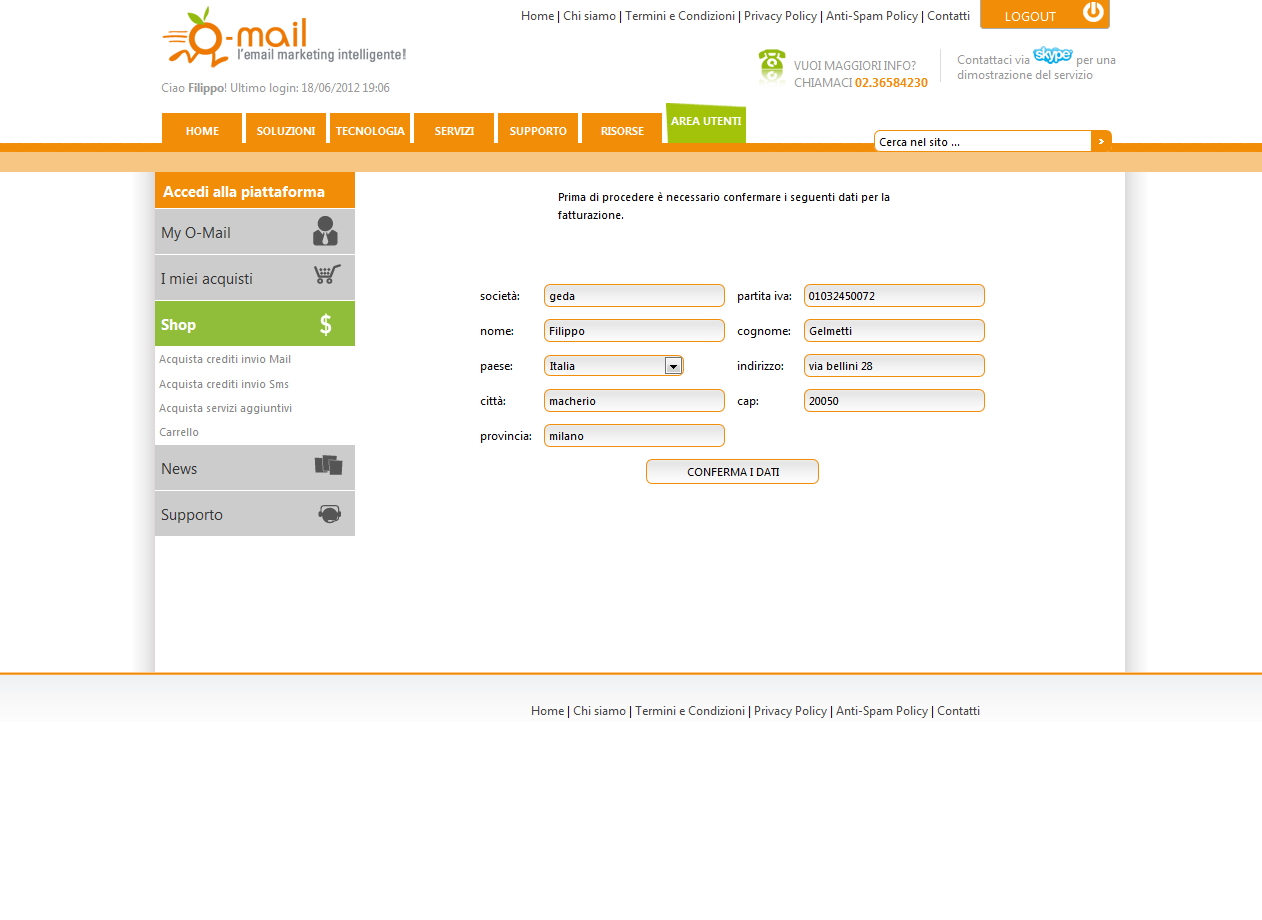 Home | Chi siamo | Termini e Condizioni | Privacy Policy | Anti-Spam Policy | Contatti
LOGOUT
O-mail
l'email marketing intelligente!
VUOI MAGGIORI INFO?
CHIAMACI 02.36584230
Contattaci via skype per una
dimostrazione del servizio
Ciao Filippo! Ultimo login: 18/06/2012 19:06
HOME SOLUZIONI TECNOLOGIA SERVIZI SUPPORTO RISORSE AREA UTENTI
Cerca nel sito ...
Accedi alla piattaforma
My O-Mail
I miei acquisti
Shop $
Acquista crediti invio Mail
Acquista crediti invio Sms
Acquista servizi aggiuntivi
Carrello
News
Supporto
Prima di procedere è necessario confermare i seguenti dati per la
fatturazione.
società: geda partita iva: 01032450072
nome: Filippo cognome: Gelmetti
paese: Italia indirizzo: via bellini 28
città: macherio cap: 20050
provincia: milano
CONFERMA I DATI
Home | Chi siamo | Termini e Condizioni | Privacy Policy | Anti-Spam Policy | Contatti